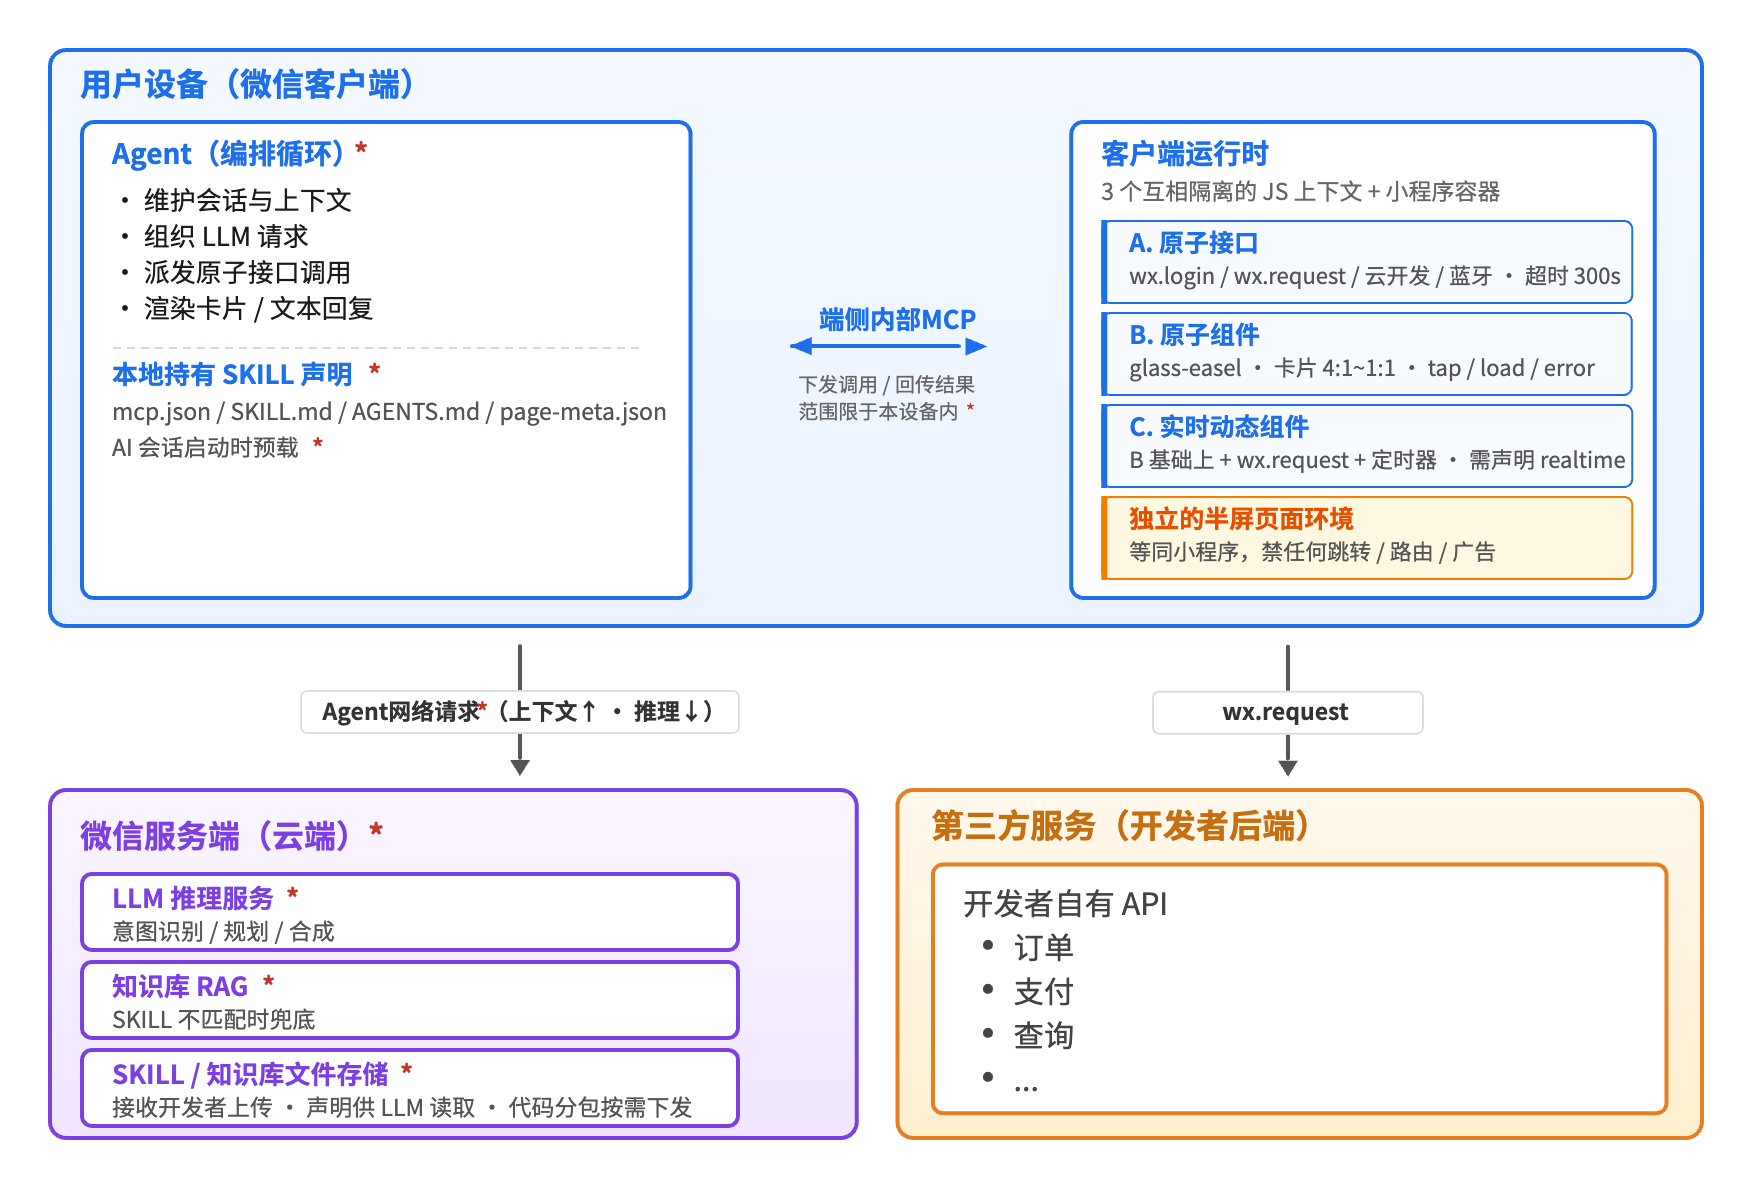 用户设备（微信客户端）
Agent（编排循环）*
• 维护会话与上下文
• 组织 LLM 请求
• 派发原子接口调用
• 渲染卡片 / 文本回复
本地持有 SKILL 声明 *
mcp.json / SKILL.md / AGENTS.md / page-meta.json
AI 会话启动时预载 *
端侧内部MCP
下发调用 / 回传结果
范围限于本设备内 *
客户端运行时
3 个互相隔离的 JS 上下文 + 小程序容器
A. 原子接口
wx.login / wx.request / 云开发 / 蓝牙 • 超时 300s
B. 原子组件
glass-easel • 卡片 4:1~1:1 • tap / load / error
C. 实时动态组件
B 基础上 + wx.request + 定时器 • 需声明 realtime
独立的半屏页面环境
等同小程序，禁任何跳转 / 路由 / 广告
Agent网络请求*（上下文↑ • 推理↓）
wx.request
微信服务端（云端）*
LLM 推理服务 *
意图识别 / 规划 / 合成
知识库 RAG *
SKILL 不匹配时兜底
SKILL / 知识库文件存储 *
接收开发者上传 • 声明供 LLM 读取 • 代码分包按需下发
第三方服务（开发者后端）
开发者自有 API
• 订单
• 支付
• 查询
• ...